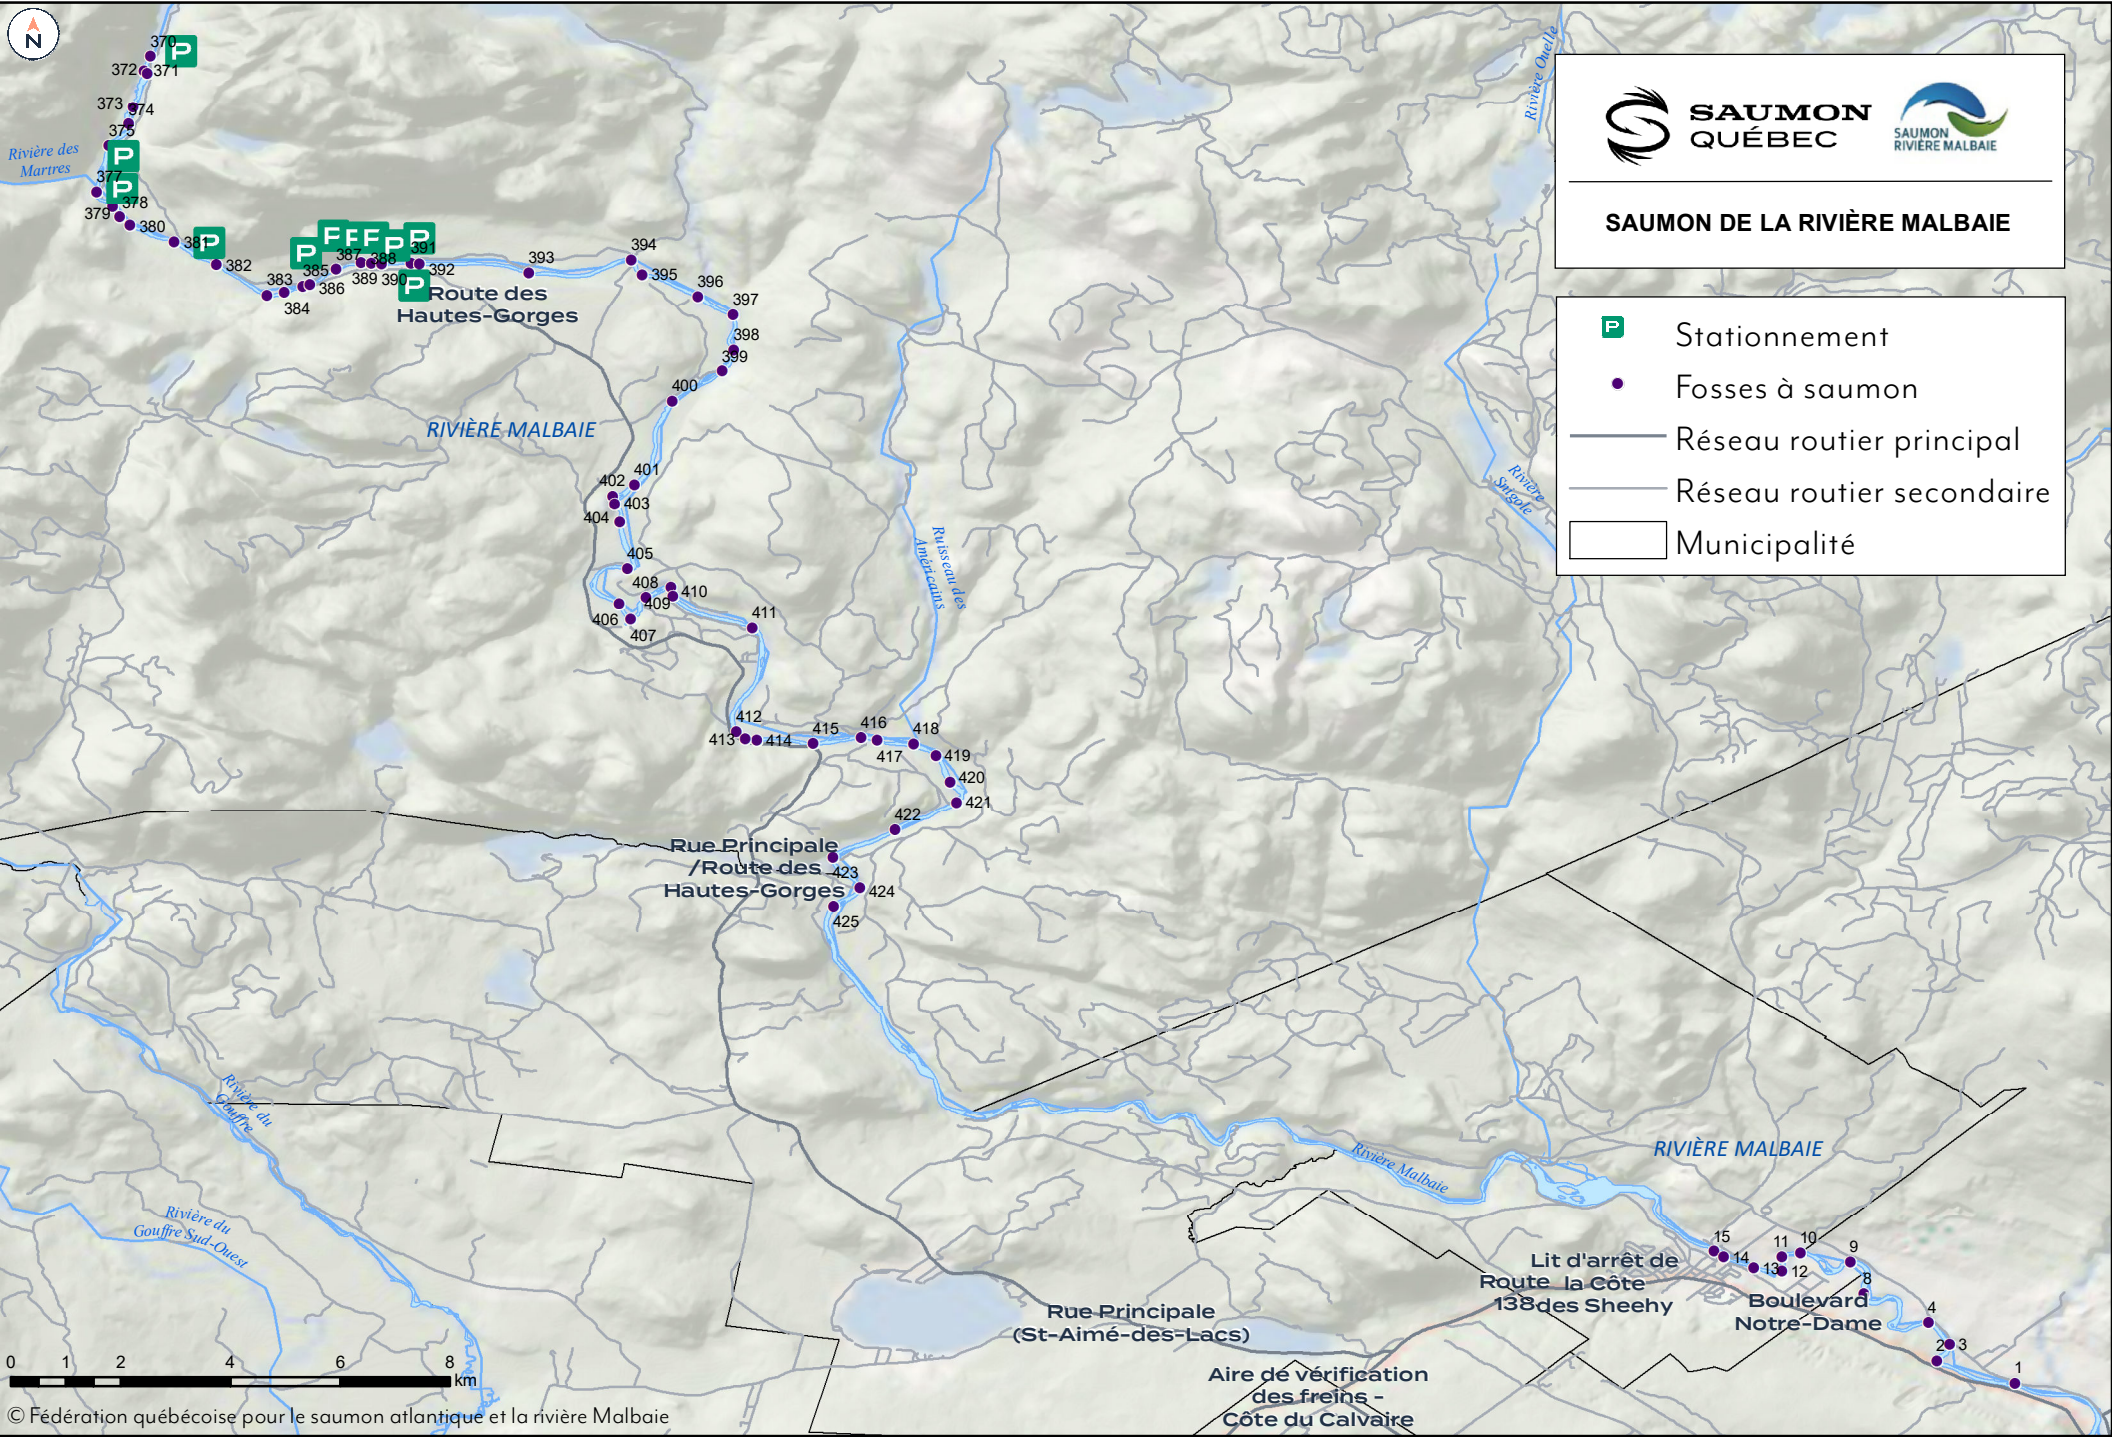 N
370
P
372
371
373
374
375
P
Rivière des
Martres
377
P
378
379
380
381
P
382
383
384
385
386
P
387
P
P
P
P
P
388
389
390
391
392
P
393
394
395
396
397
398
399
400
Route des
Hautes-Gorges
RIVIÈRE MALBAIE
401
402
403
404
405
406
407
408
409
410
411
412
413
414
415
416
417
418
419
420
421
422
423
424
425
Ruisseau des
Américains
Rivière Ouelle
Rivière
Snigole
SAUMON
QUÉBEC
SAUMON
RIVIÈRE MALBAIE
SAUMON DE LA RIVIÈRE MALBAIE
P
Stationnement
Fosses à saumon
Réseau routier principal
Réseau routier secondaire
Municipalité
Rue Principale
/Route des
Hautes-Gorges
Rivière du
Gouffre
Rivière du
Gouffre Sud-Ouest
Rivière Malbaie
RIVIÈRE MALBAIE
15
14
13
11
12
10
9
8
4
3
2
1
Lit d'arrêt de
la Côte
des Sheehy
Route
138
Boulevard
Notre-Dame
Rue Principale
(St-Aimé-des-Lacs)
Aire de vérification
des freins -
Côte du Calvaire
0 1 2 4 6 8
km
© Fédération québécoise pour le saumon atlantique et la rivière Malbaie